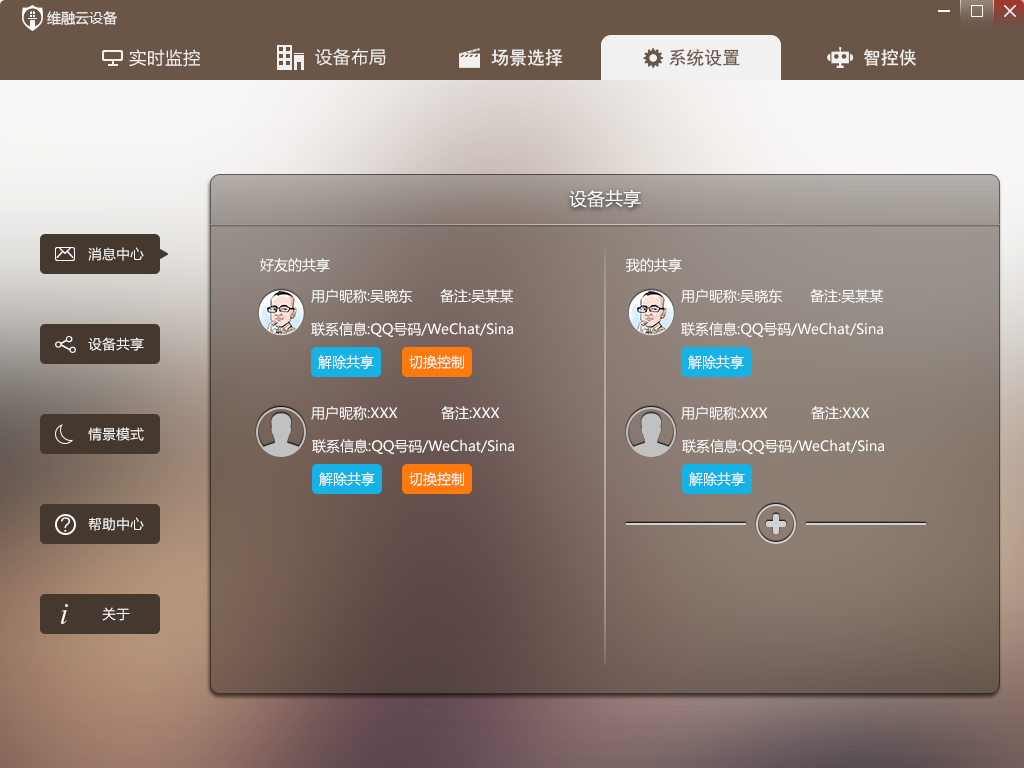 维融云设备
实时监控 设备布局 场景选择 系统设置 智控侠
设备共享
消息中心
设备共享
情景模式
帮助中心
关于
好友的共享
用户昵称:吴晓东 备注:吴某某
联系信息:QQ号码/WeChat/Sina
解除共享 切换控制
用户昵称:XXX 备注:XXX
联系信息:QQ号码/WeChat/Sina
解除共享 切换控制
我的共享
用户昵称:吴晓东 备注:吴某某
联系信息:QQ号码/WeChat/Sina
解除共享
用户昵称:XXX 备注:XXX
联系信息:QQ号码/WeChat/Sina
解除共享